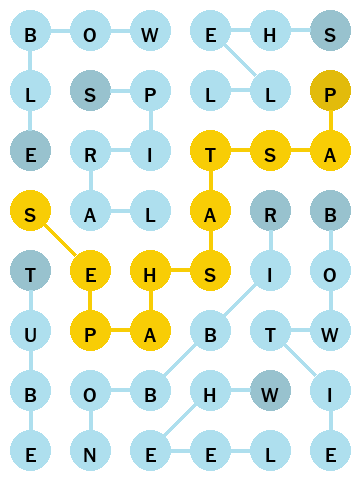 B O W E H S
L S P L L P
E R I T S A
S A L A R B
T E H S I O
U P A B T W
B O B H W I
E N E E L E